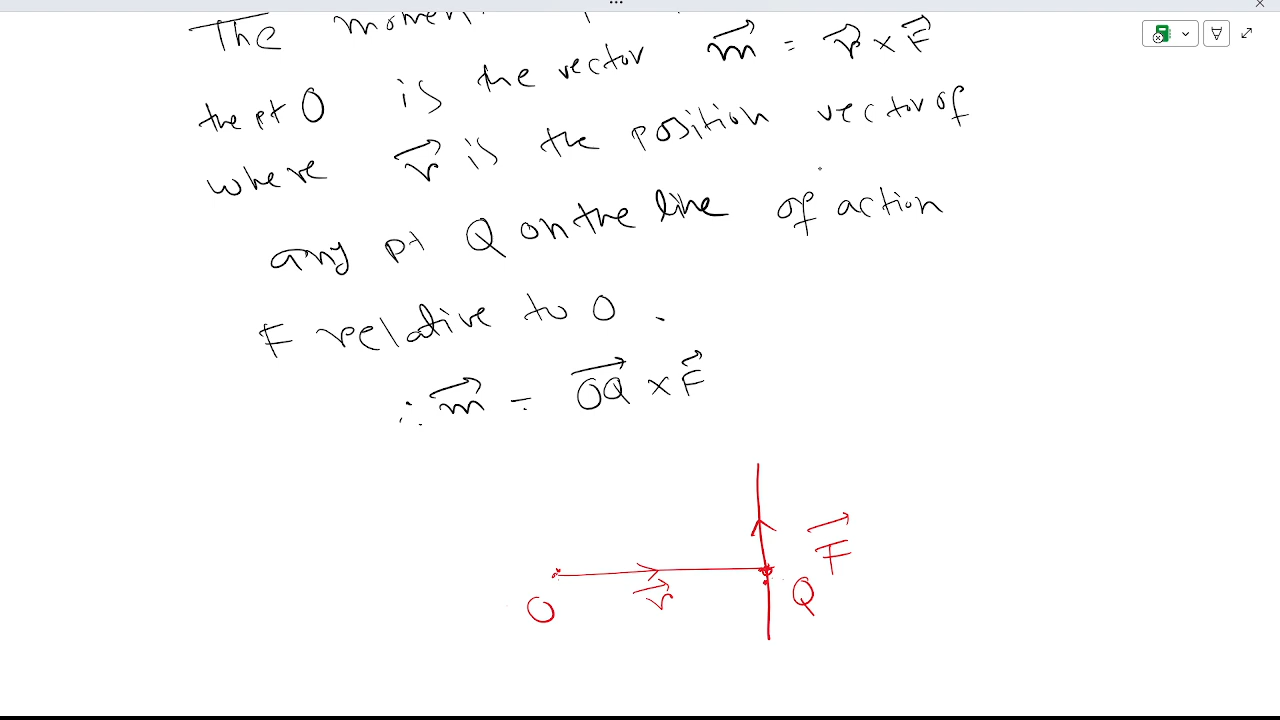 The moment
the pt O is the vector m⃗ = r⃗ × F⃗
where r⃗ is the position vector of
any pt Q on the line of action
F relative to O .
∴ m⃗ = OQ⃗ × F⃗
F⃗
O r⃗ Q